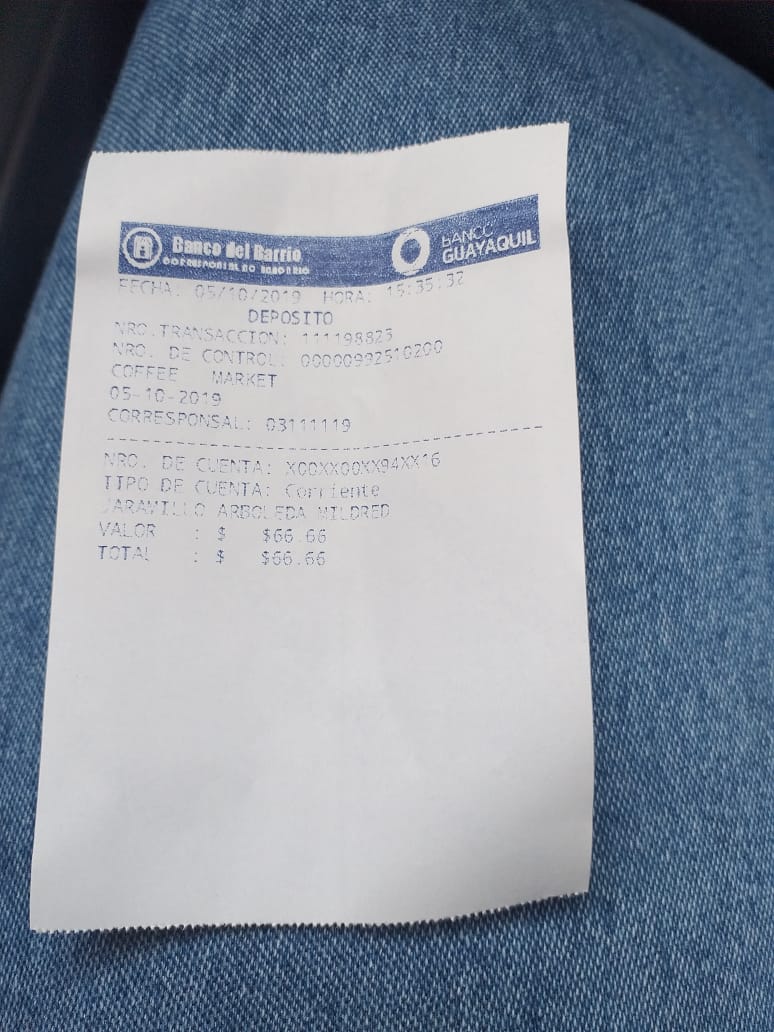 Banco del Barrio
CORRESPONSAL NO BANCARIO
BANCO
GUAYAQUIL
FECHA: 05/10/2019 HORA: 15:35:32
DEPOSITO
NRO.TRANSACCION: 111198825
NRO. DE CONTROL: 00000992510200
COFFEE MARKET
05-10-2019
CORRESPONSAL: 03111119
NRO. DE CUENTA: X00XX00XX94XX16
TIPO DE CUENTA: Corriente
JARAMILLO ARBOLEDA MILDRED
VALOR : $ $66.66
TOTAL : $ $66.66